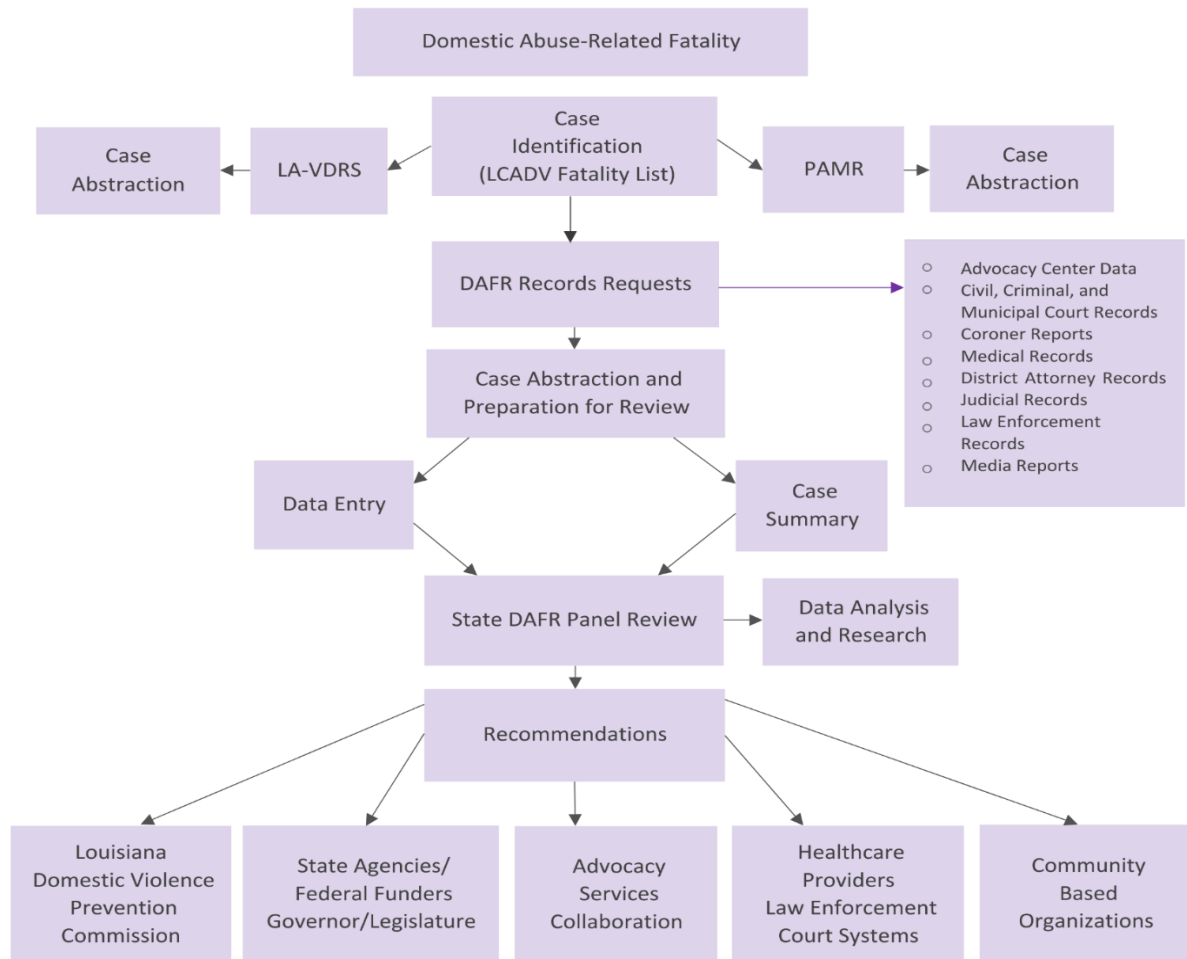 Domestic Abuse-Related Fatality
Case
Identification
(LCADV Fatality List)
Case
Abstraction
LA-VDRS
PAMR
Case
Abstraction
DAFR Records Requests
o Advocacy Center Data
o Civil, Criminal, and
Municipal Court Records
o Coroner Reports
o Medical Records
o District Attorney Records
o Judicial Records
o Law Enforcement
Records
o Media Reports
Case Abstraction and
Preparation for Review
Data Entry
Case
Summary
State DAFR Panel Review
Data Analysis
and Research
Recommendations
Louisiana
Domestic Violence
Prevention
Commission
State Agencies/
Federal Funders
Governor/Legislature
Advocacy
Services
Collaboration
Healthcare
Providers
Law Enforcement
Court Systems
Community
Based
Organizations